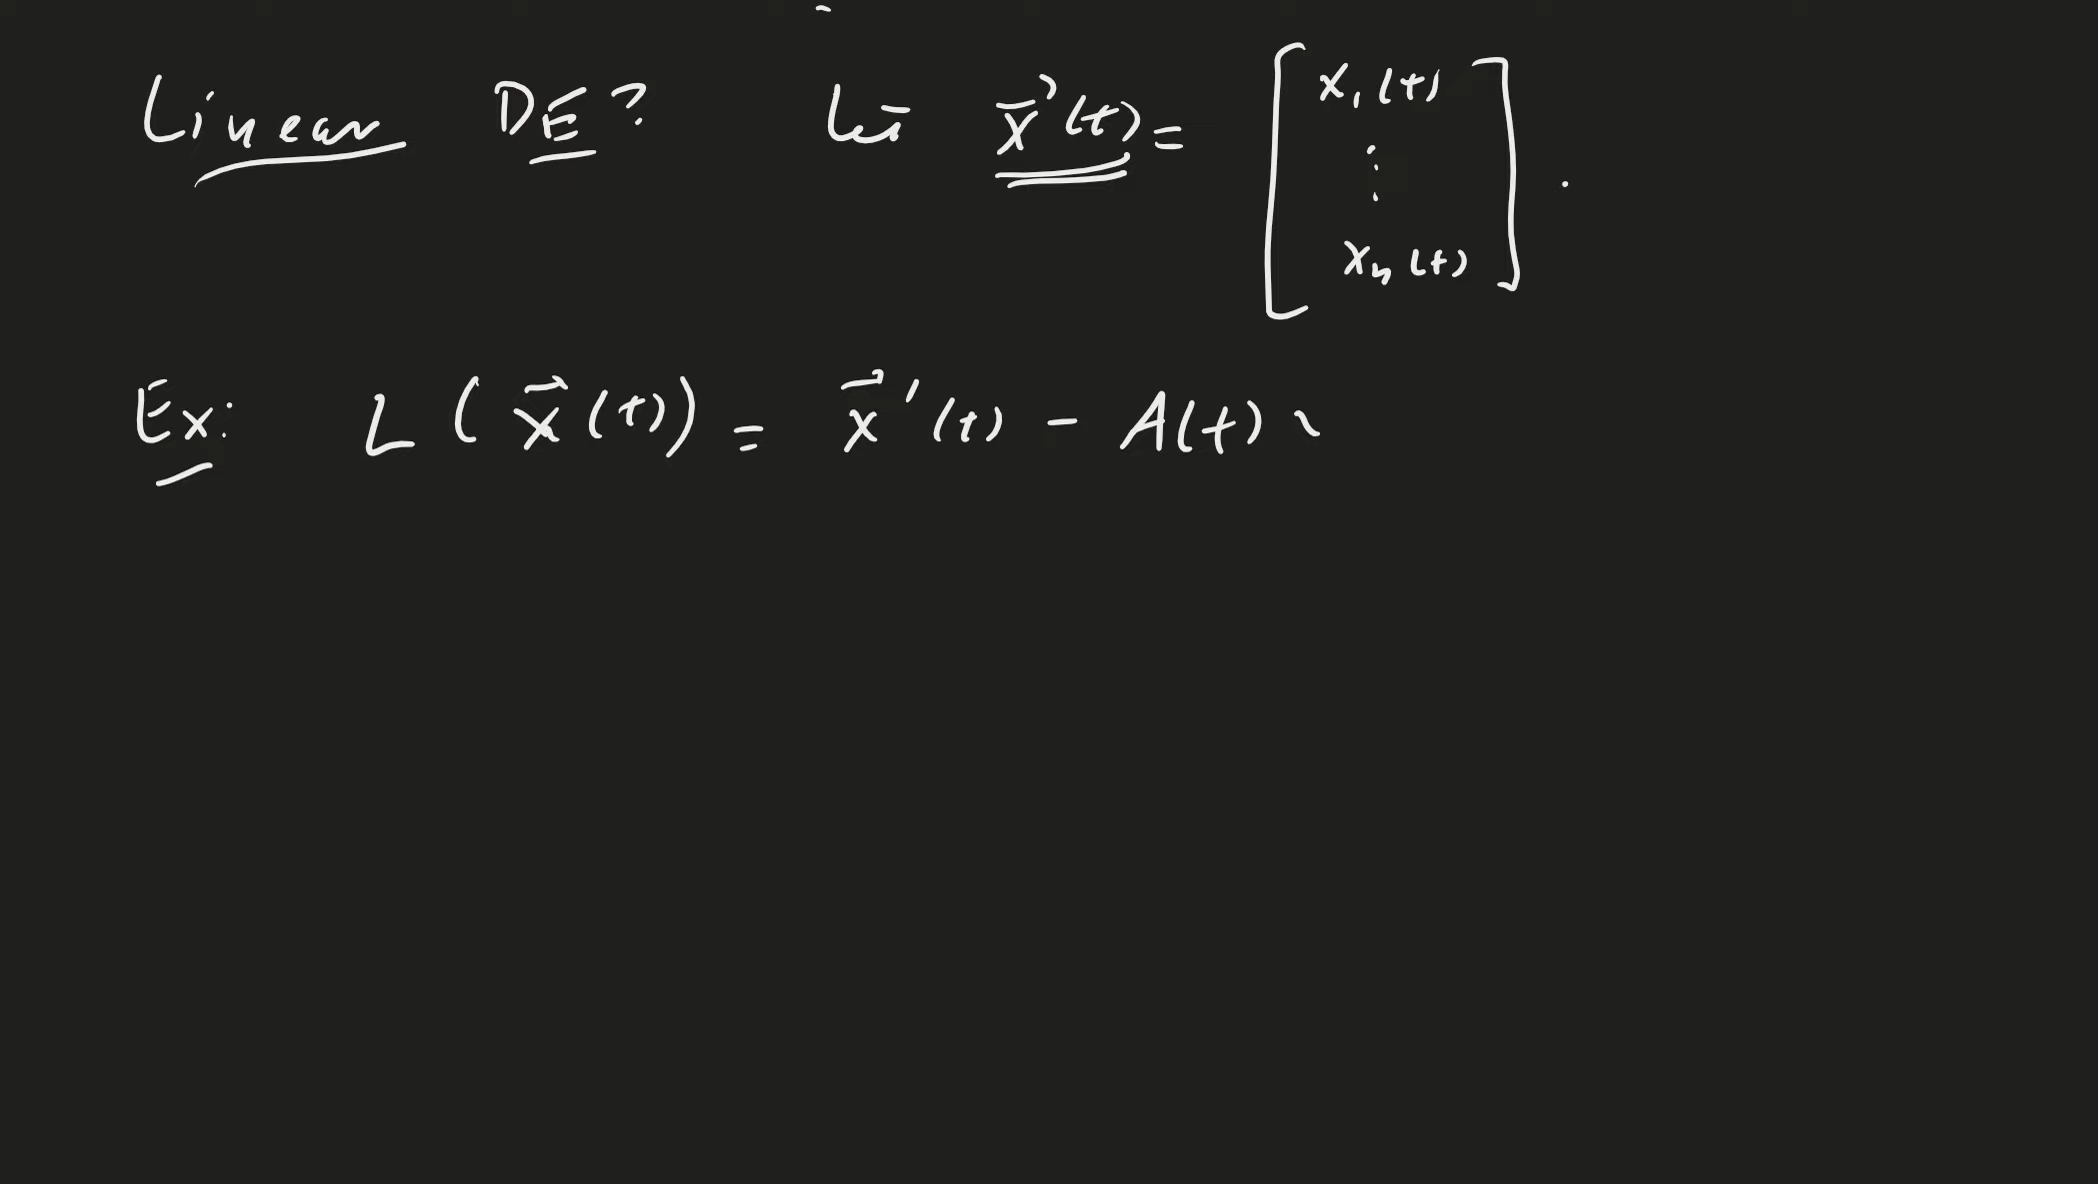 Linear DE? Let x⃗'(t) = [ x₁(t) ⋮ xₙ(t) ] .
Ex: L(x⃗(t)) = x⃗'(t) - A(t)